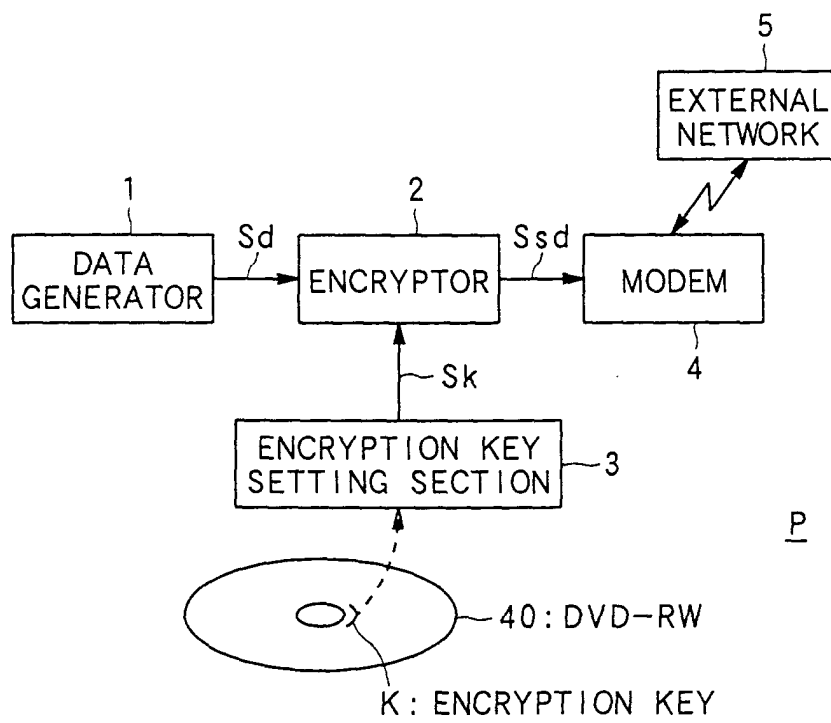 5
EXTERNAL
NETWORK
1
2
Sd
Ssd
DATA
GENERATOR
ENCRYPTOR
MODEM
4
Sk
ENCRYPTION KEY
SETTING SECTION
3
P
40: DVD-RW
K: ENCRYPTION KEY